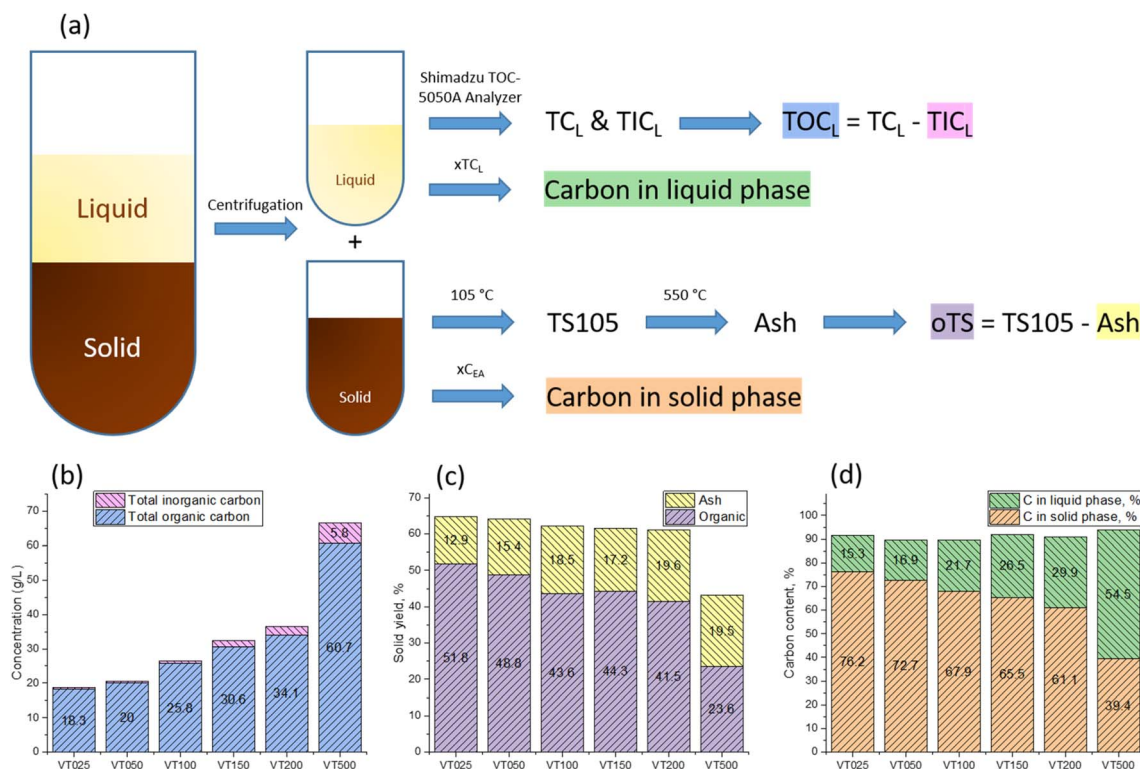 (a)
Liquid
Solid
Centrifugation
Liquid
+
Solid
Shimadzu TOC-
5050A Analyzer
TC_L & TIC_L
TOC_L = TC_L - TIC_L
xTC_L
Carbon in liquid phase
105 °C
TS105
550 °C
Ash
oTS = TS105 - Ash
xC_EA
Carbon in solid phase
(b)
Total inorganic carbon
Total organic carbon
Concentration (g/L)
70
60
50
40
30
20
10
0
18.3
20
25.8
30.6
34.1
5.8
60.7
VT025 VT050 VT100 VT150 VT200 VT500
(c)
Ash
Organic
Solid yield, %
70
60
50
40
30
20
10
0
12.9 15.4 18.5 17.2 19.6 19.5
51.8 48.8 43.6 44.3 41.5 23.6
VT025 VT050 VT100 VT150 VT200 VT500
(d)
C in liquid phase, %
C in solid phase, %
Carbon content, %
100
90
80
70
60
50
40
30
20
10
0
15.3 16.9 21.7 26.5 29.9 54.5
76.2 72.7 67.9 65.5 61.1 39.4
VT025 VT050 VT100 VT150 VT200 VT500